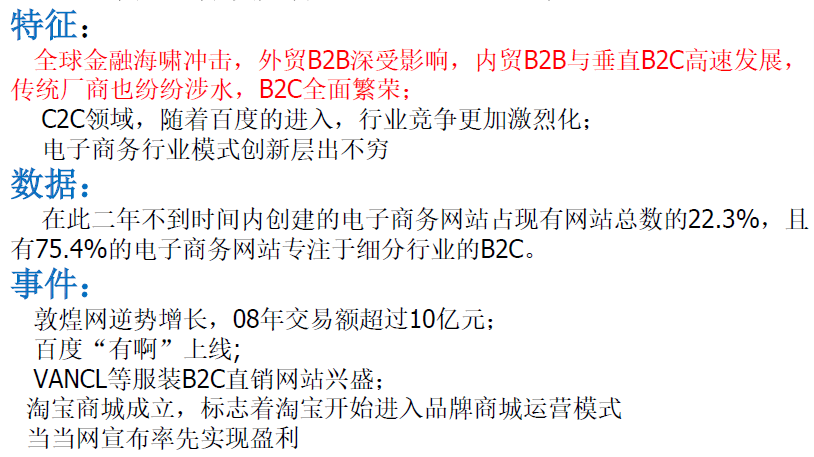 特征：
全球金融海啸冲击，外贸B2B深受影响，内贸B2B与垂直B2C高速发展，
传统厂商也纷纷涉水，B2C全面繁荣；
C2C领域，随着百度的进入，行业竞争更加激烈化；
电子商务行业模式创新层出不穷
数据：
在此二年不到时间内创建的电子商务网站占现有网站总数的22.3%，且
有75.4%的电子商务网站专注于细分行业的B2C。
事件：
敦煌网逆势增长，08年交易额超过10亿元；
百度“有啊”上线;
VANCL等服装B2C直销网站兴盛；
淘宝商城成立，标志着淘宝开始进入品牌商城运营模式
当当网宣布率先实现盈利